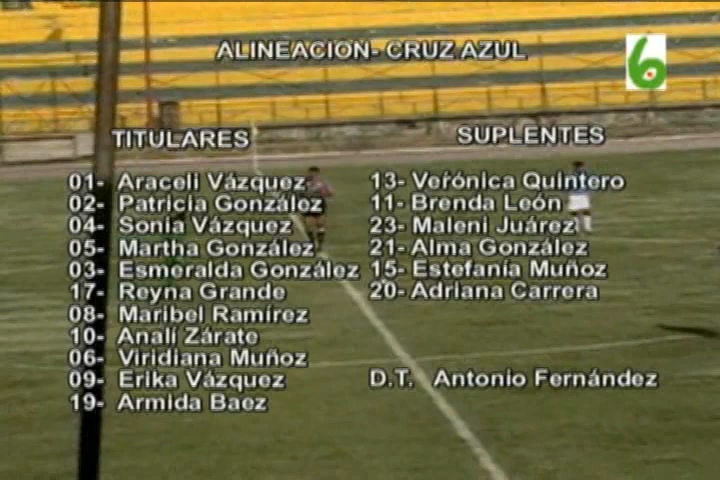 ALINEACION- CRUZ AZUL
6
TITULARES
01- Araceli Vázquez
02- Patricia González
04- Sonia Vázquez
05- Martha González
03- Esmeralda González
17- Reyna Grande
08- Maribel Ramírez
10- Analí Zárate
06- Viridiana Muñoz
09- Erika Vázquez
19- Armida Baez
SUPLENTES
13- Verónica Quintero
11- Brenda León
23- Maleni Juárez
21- Alma González
15- Estefanía Muñoz
20- Adriana Carrera
D.T. Antonio Fernández